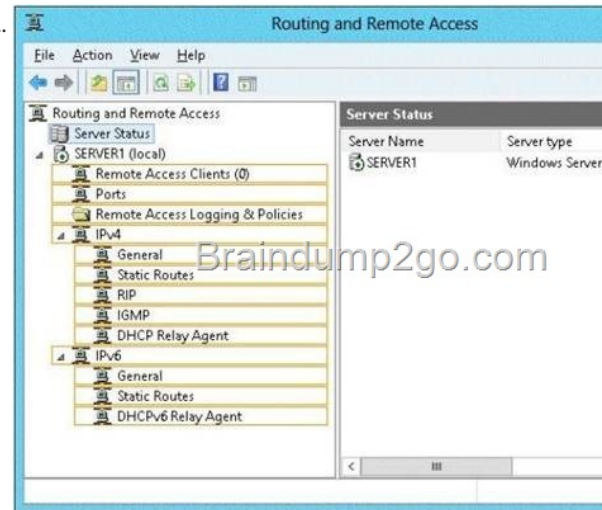 Routing and Remote Access
File Action View Help
Routing and Remote Access
Server Status
SERVER1 (local)
Remote Access Clients (0)
Ports
Remote Access Logging & Policies
IPv4
General
Static Routes
RIP
IGMP
DHCP Relay Agent
IPv6
General
Static Routes
DHCPv6 Relay Agent
Server Status
Server Name Server type
SERVER1 Windows Server
Braindump2go.com